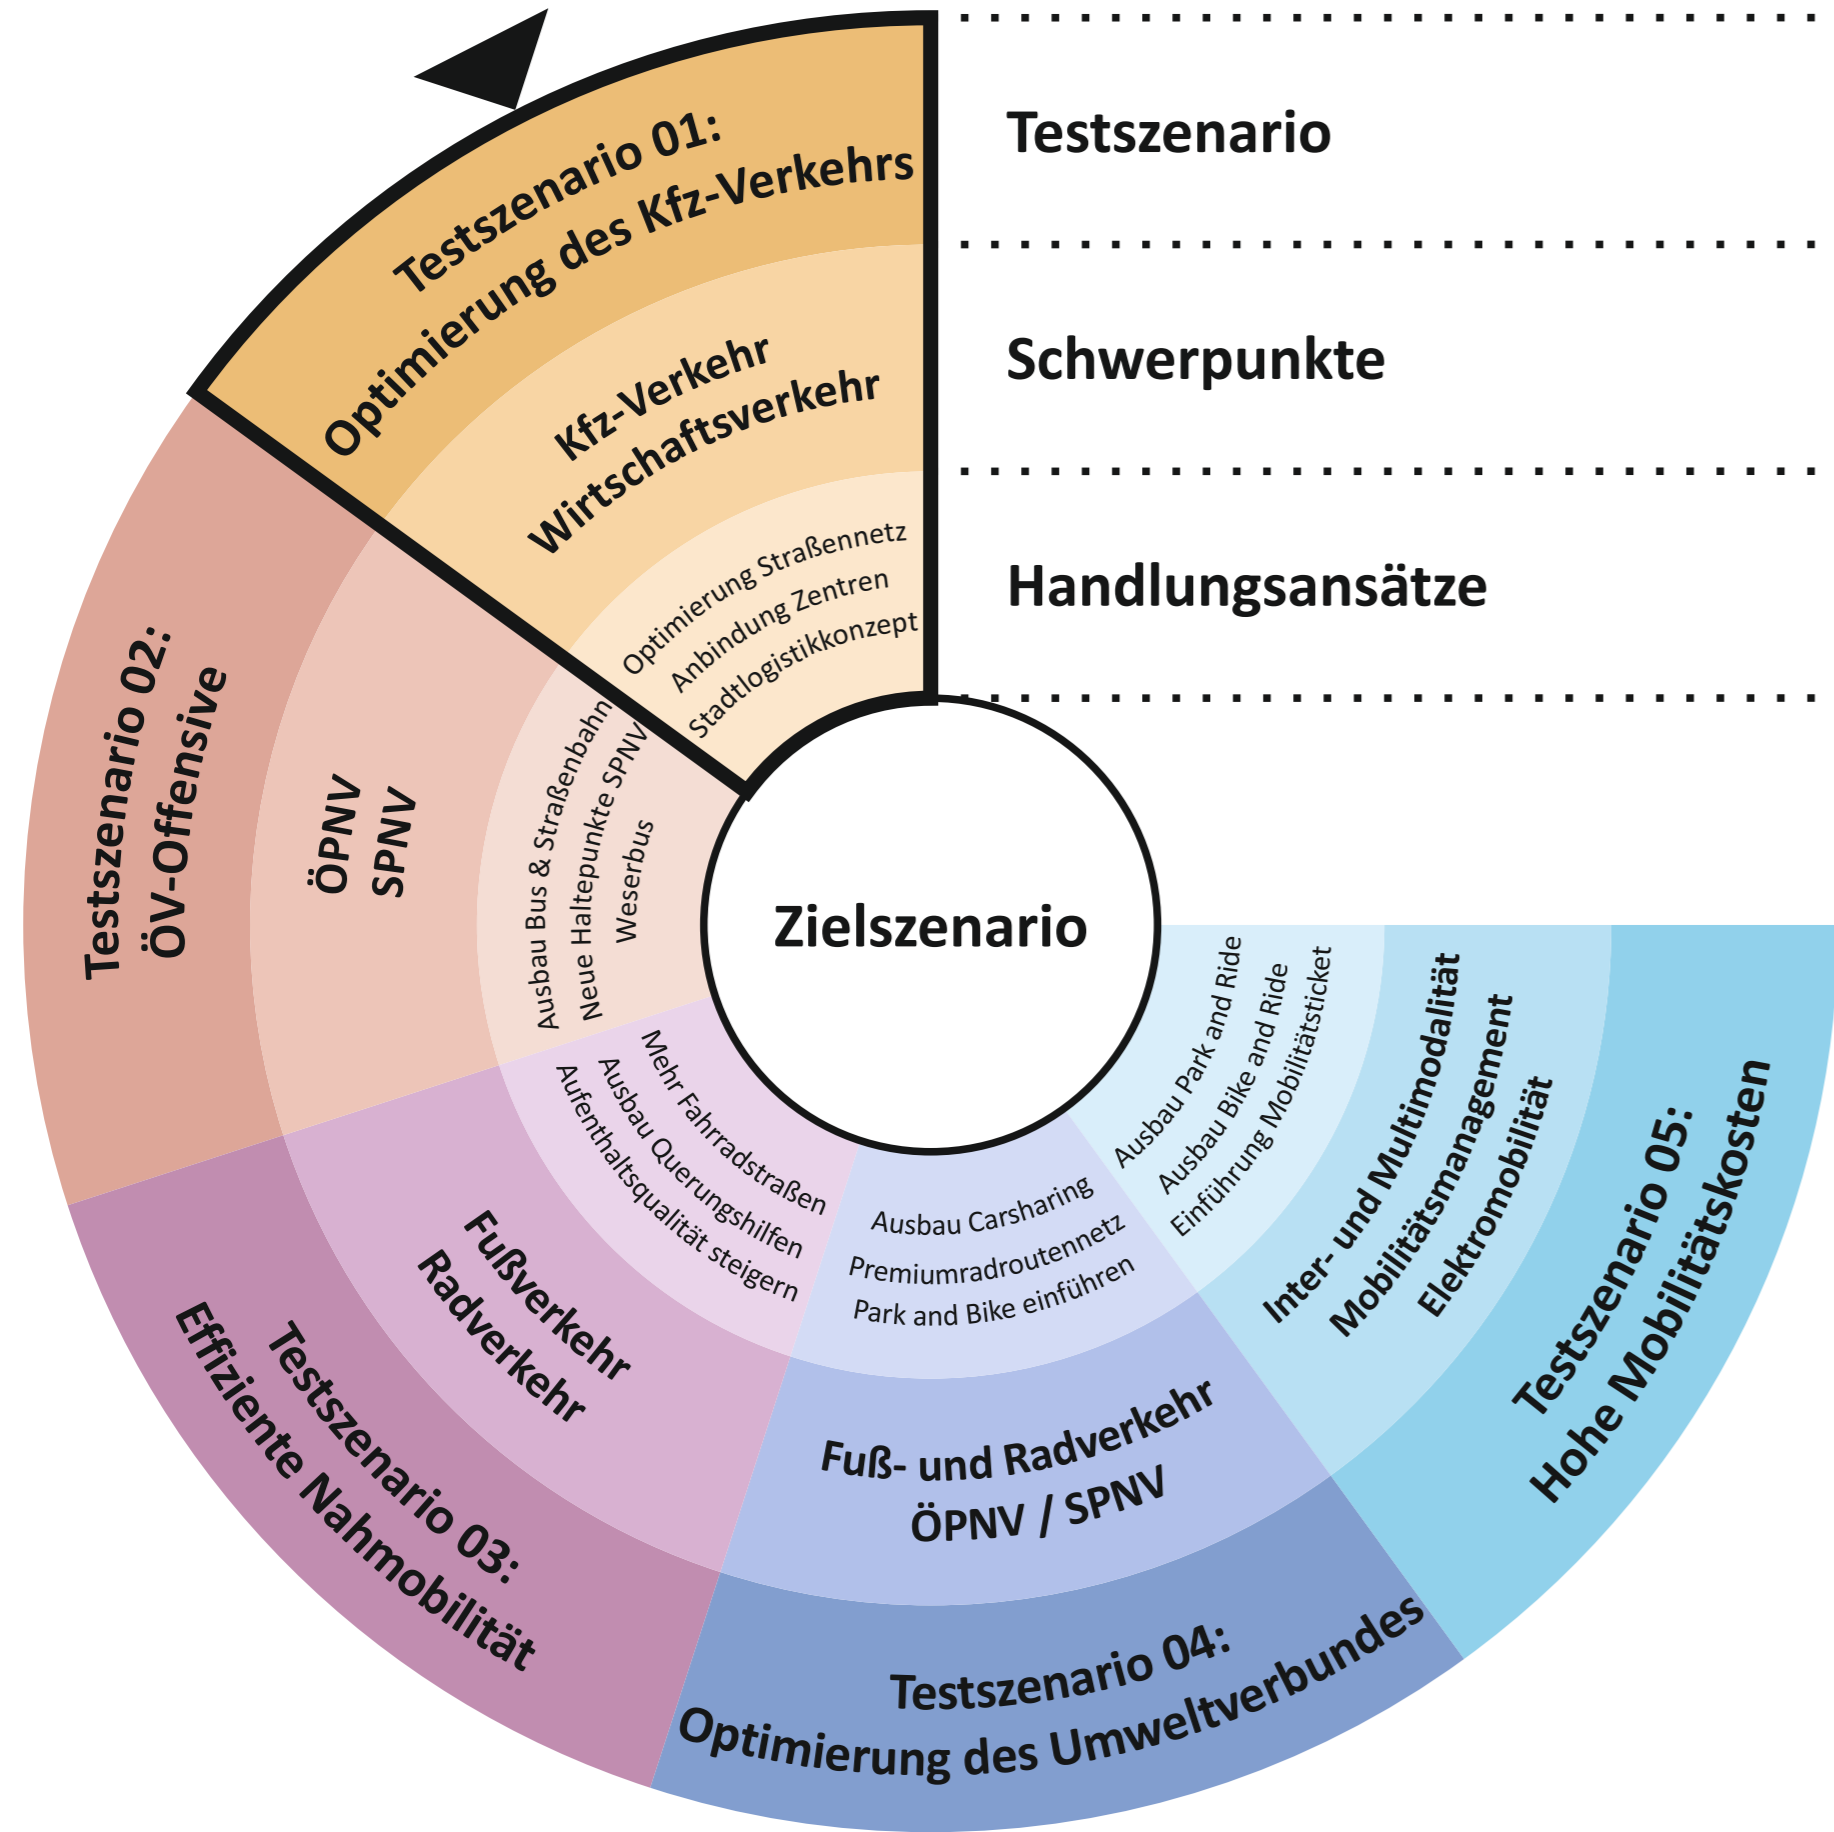 Testszenario
Schwerpunkte
Handlungsansätze
Testszenario 01:
Optimierung des Kfz-Verkehrs
Kfz-Verkehr
Wirtschaftsverkehr
Optimierung Straßennetz
Anbindung Zentren
Stadtlogistikkonzept
Testszenario 02:
ÖV-Offensive
ÖPNV
SPNV
Ausbau Bus & Straßenbahn
Neue Haltepunkte SPNV
Weserbus
Testszenario 03:
Effiziente Nahmobilität
Fußverkehr
Radverkehr
Mehr Fahrradstraßen
Ausbau Querungshilfen
Aufenthaltsqualität steigern
Testszenario 04:
Optimierung des Umweltverbundes
Fuß- und Radverkehr
ÖPNV / SPNV
Ausbau Carsharing
Premiumradroutennetz
Park and Bike einführen
Testszenario 05:
Hohe Mobilitätskosten
Inter- und Multimodalität
Mobilitätsmanagement
Elektromobilität
Ausbau Park and Ride
Ausbau Bike and Ride
Einführung Mobilitätsticket
Zielszenario